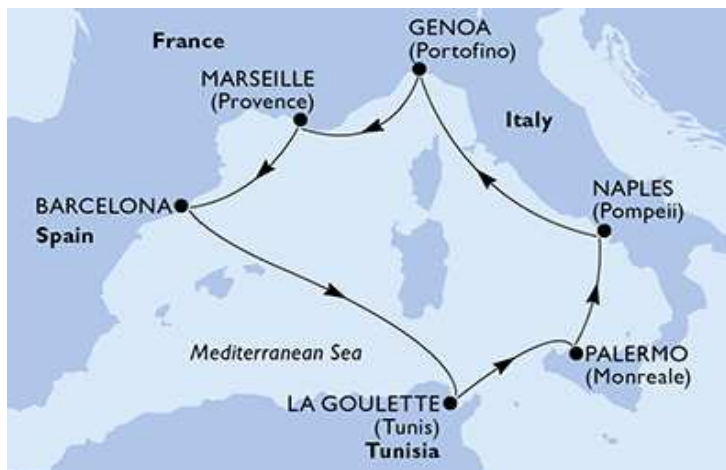 GENOA
(Portofino)
France
MARSEILLE
(Provence)
Italy
NAPLES
(Pompeii)
BARCELONA
Spain
Mediterranean Sea
PALERMO
(Monreale)
LA GOULETTE
(Tunis)
Tunisia